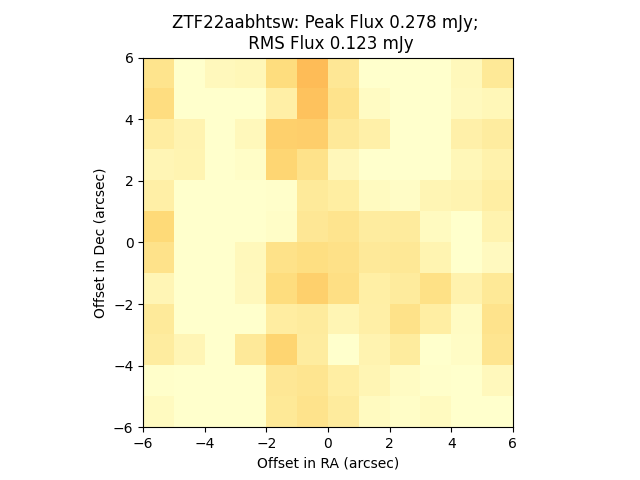 ZTF22aabhtsw: Peak Flux 0.278 mJy;
RMS Flux 0.123 mJy
6
4
2
0
−2
−4
−6
Offset in Dec (arcsec)
−6 −4 −2 0 2 4 6
Offset in RA (arcsec)